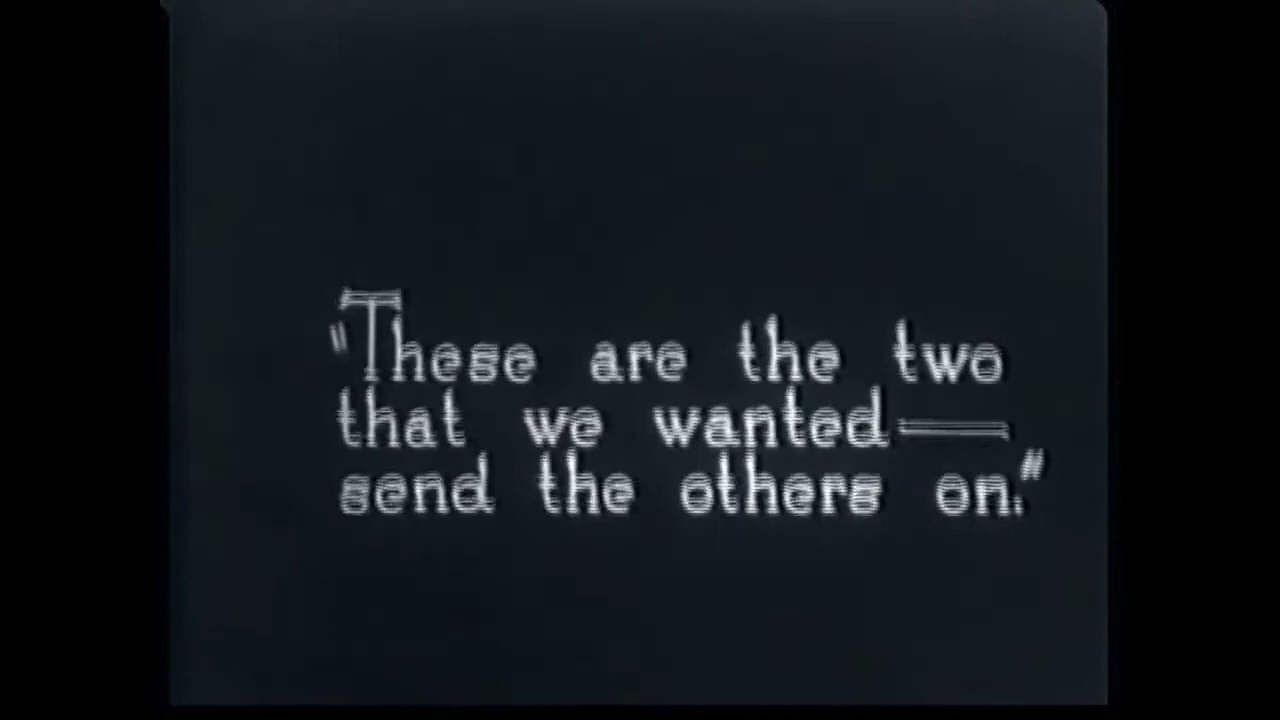 "These are the two
that we wanted—
send the others on."